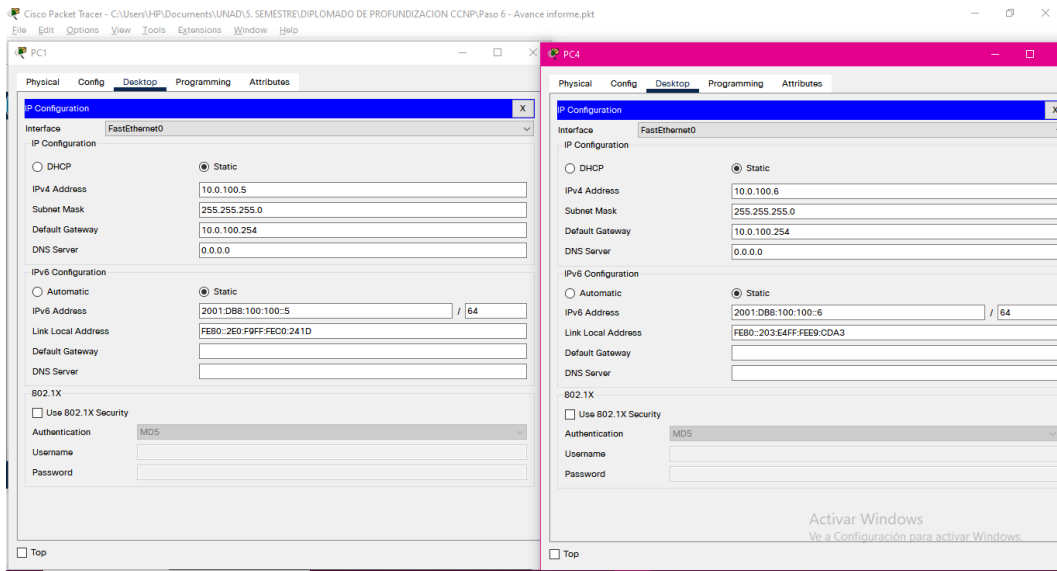 Cisco Packet Tracer - C:\Users\HP\Documents\UNAD\5. SEMESTRE\DIPLOMADO DE PROFUNDIZACION CCNP\Paso 6 - Avance informe.pkt
File Edit Options View Tools Extensions Window Help
PC1
Physical Config Desktop Programming Attributes
IP Configuration X
Interface FastEthernet0
IP Configuration
DHCP Static
IPv4 Address 10.0.100.5
Subnet Mask 255.255.255.0
Default Gateway 10.0.100.254
DNS Server 0.0.0.0
IPv6 Configuration
Automatic Static
IPv6 Address 2001:DB8:100:100::5 / 64
Link Local Address FE80::2E0:F9FF:FEC0:241D
Default Gateway
DNS Server
802.1X
Use 802.1X Security
Authentication MD5
Username
Password
Top
PC4
Physical Config Desktop Programming Attributes
IP Configuration X
Interface FastEthernet0
IP Configuration
DHCP Static
IPv4 Address 10.0.100.6
Subnet Mask 255.255.255.0
Default Gateway 10.0.100.254
DNS Server 0.0.0.0
IPv6 Configuration
Automatic Static
IPv6 Address 2001:DB8:100:100::6 / 64
Link Local Address FE80::203:E4FF:FEE9:CDA3
Default Gateway
DNS Server
802.1X
Use 802.1X Security
Authentication MD5
Username
Password
Top
Activar Windows
Ve a Configuración para activar Windows.